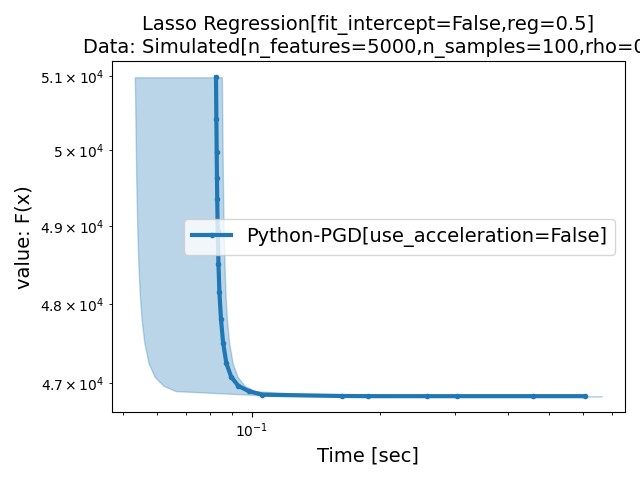 Lasso Regression[fit_intercept=False,reg=0.5]
Data: Simulated[n_features=5000,n_samples=100,rho=0
5.1 × 10⁴
5 × 10⁴
4.9 × 10⁴
4.8 × 10⁴
4.7 × 10⁴
value: F(x)
Python-PGD[use_acceleration=False]
10⁻¹
Time [sec]